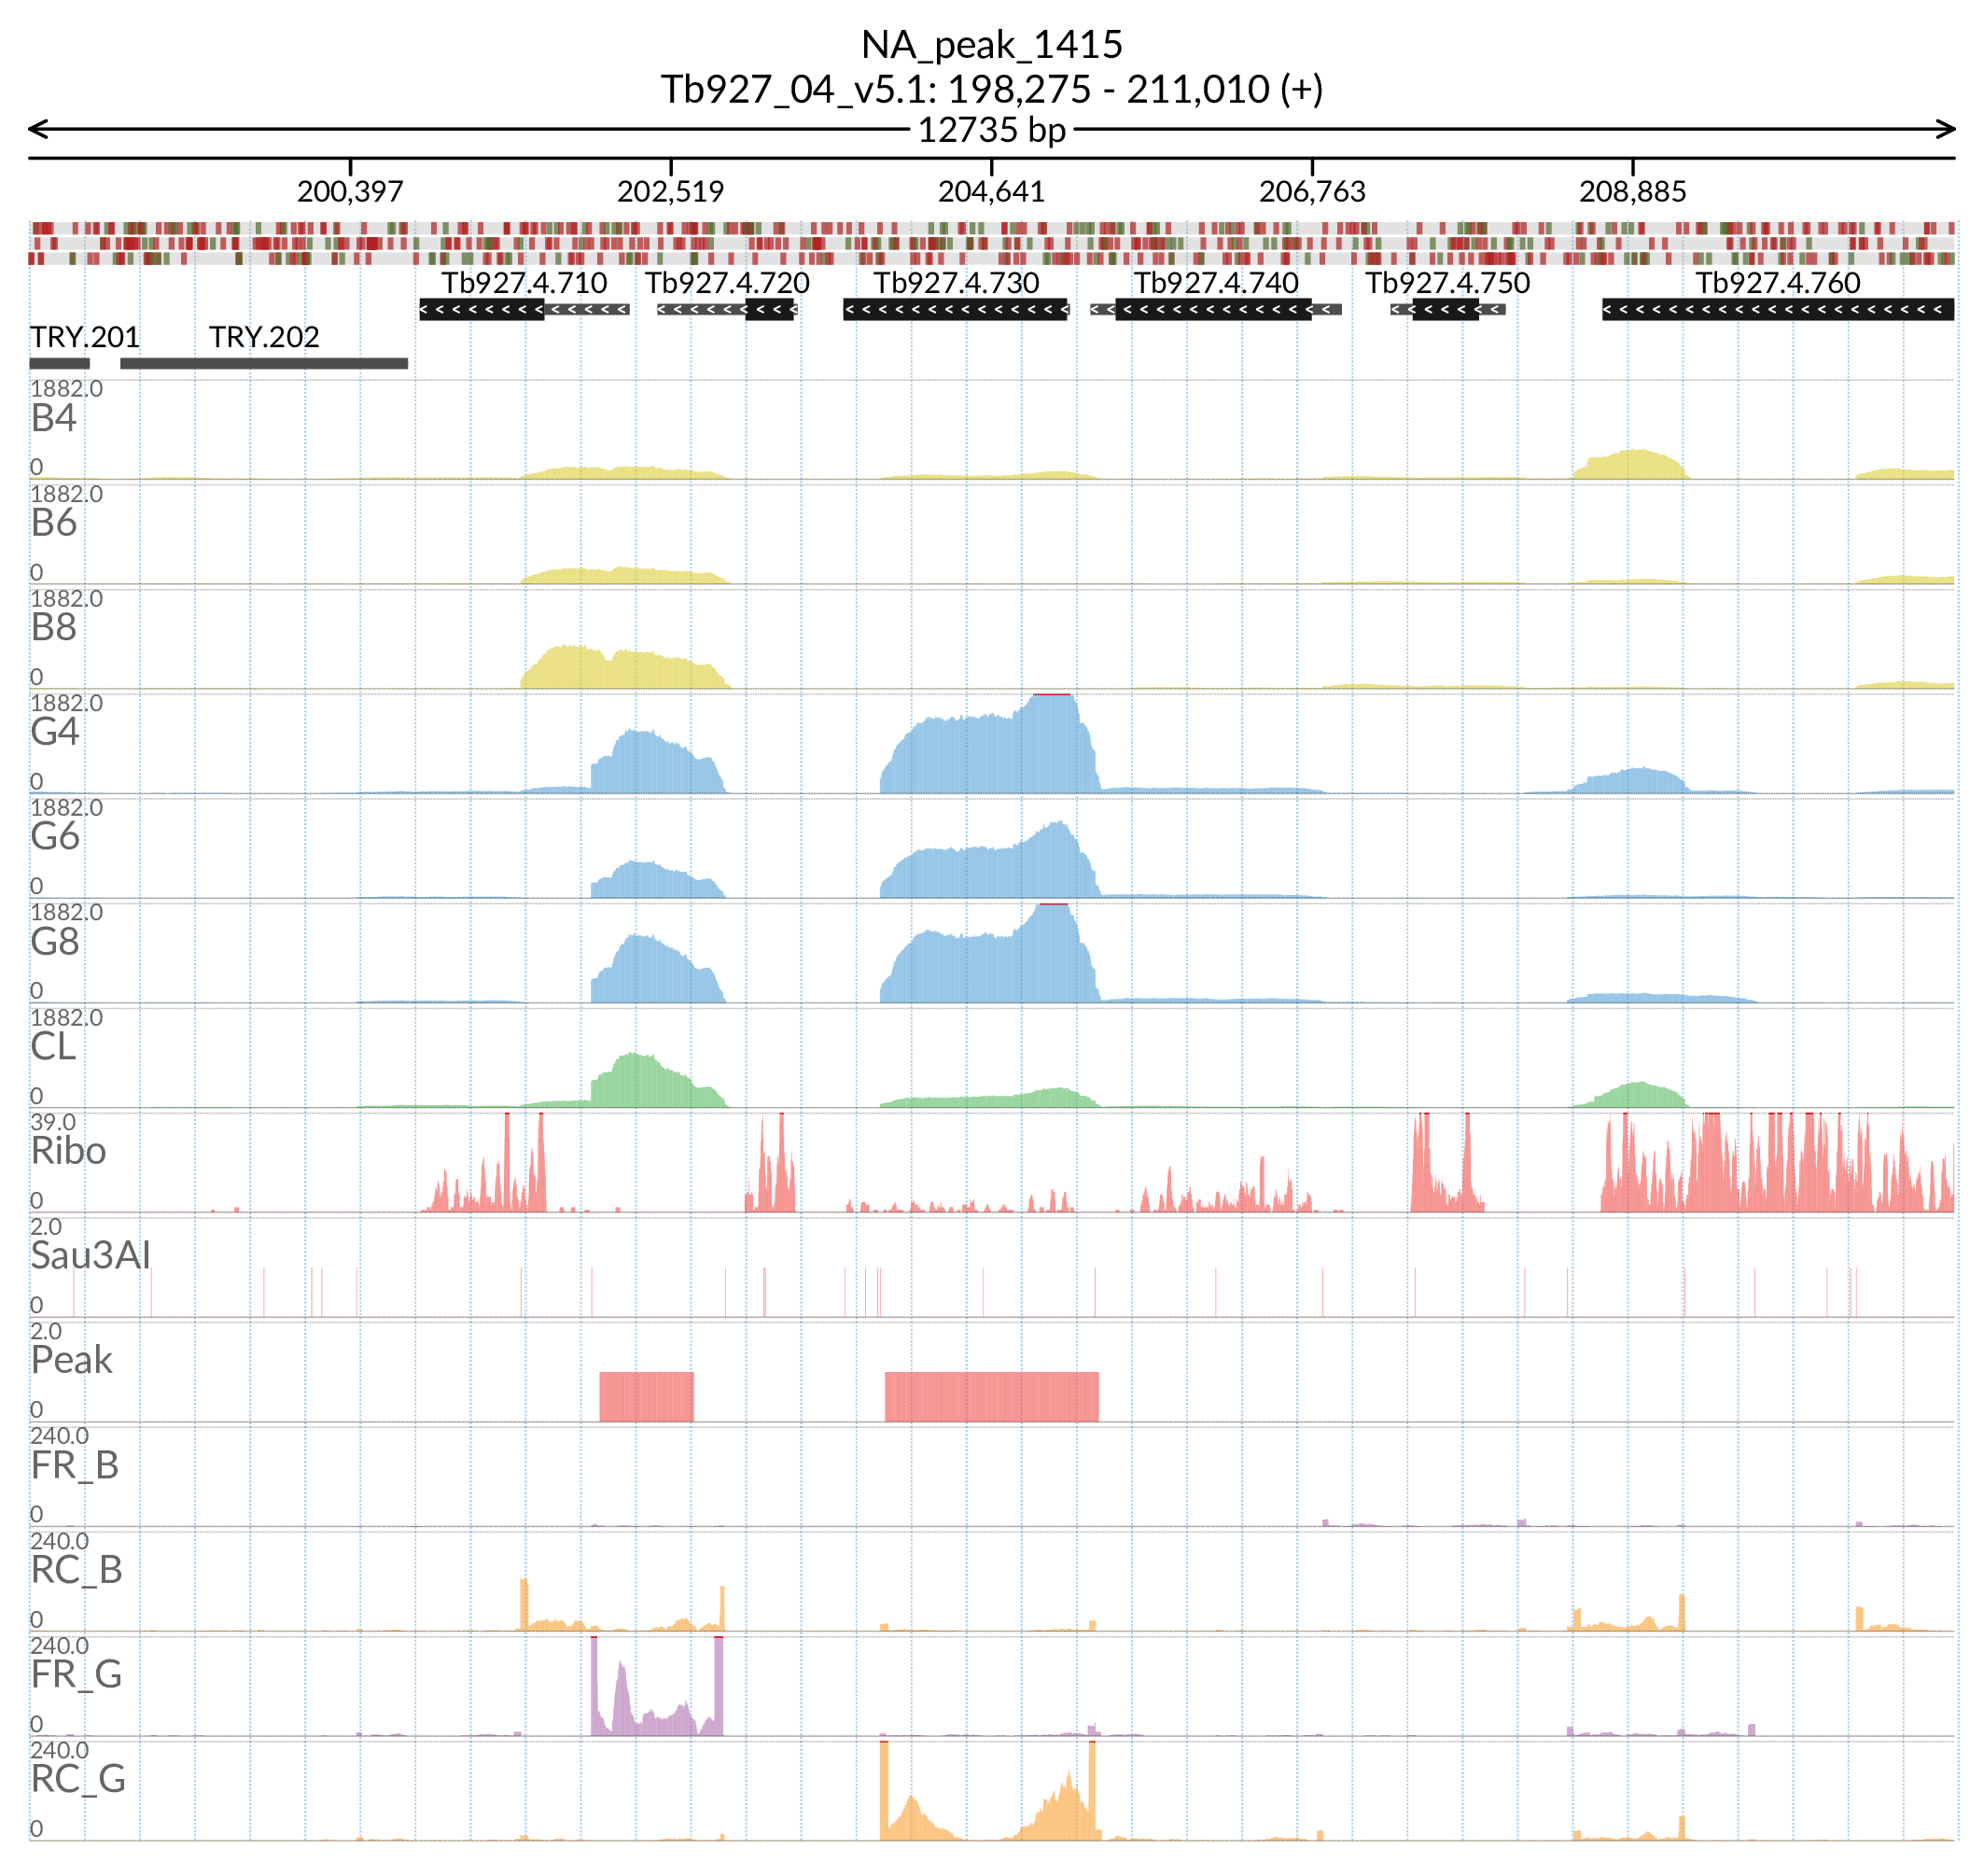 NA_peak_1415
Tb927_04_v5.1: 198,275 - 211,010 (+)
12735 bp
200,397 202,519 204,641 206,763 208,885
Tb927.4.710 Tb927.4.720 Tb927.4.730 Tb927.4.740 Tb927.4.750 Tb927.4.760
TRY.201 TRY.202
1882.0
B4
0
1882.0
B6
0
1882.0
B8
0
1882.0
G4
0
1882.0
G6
0
1882.0
G8
0
1882.0
CL
0
39.0
Ribo
0
2.0
Sau3AI
0
2.0
Peak
0
240.0
FR_B
0
240.0
RC_B
0
240.0
FR_G
0
240.0
RC_G
0